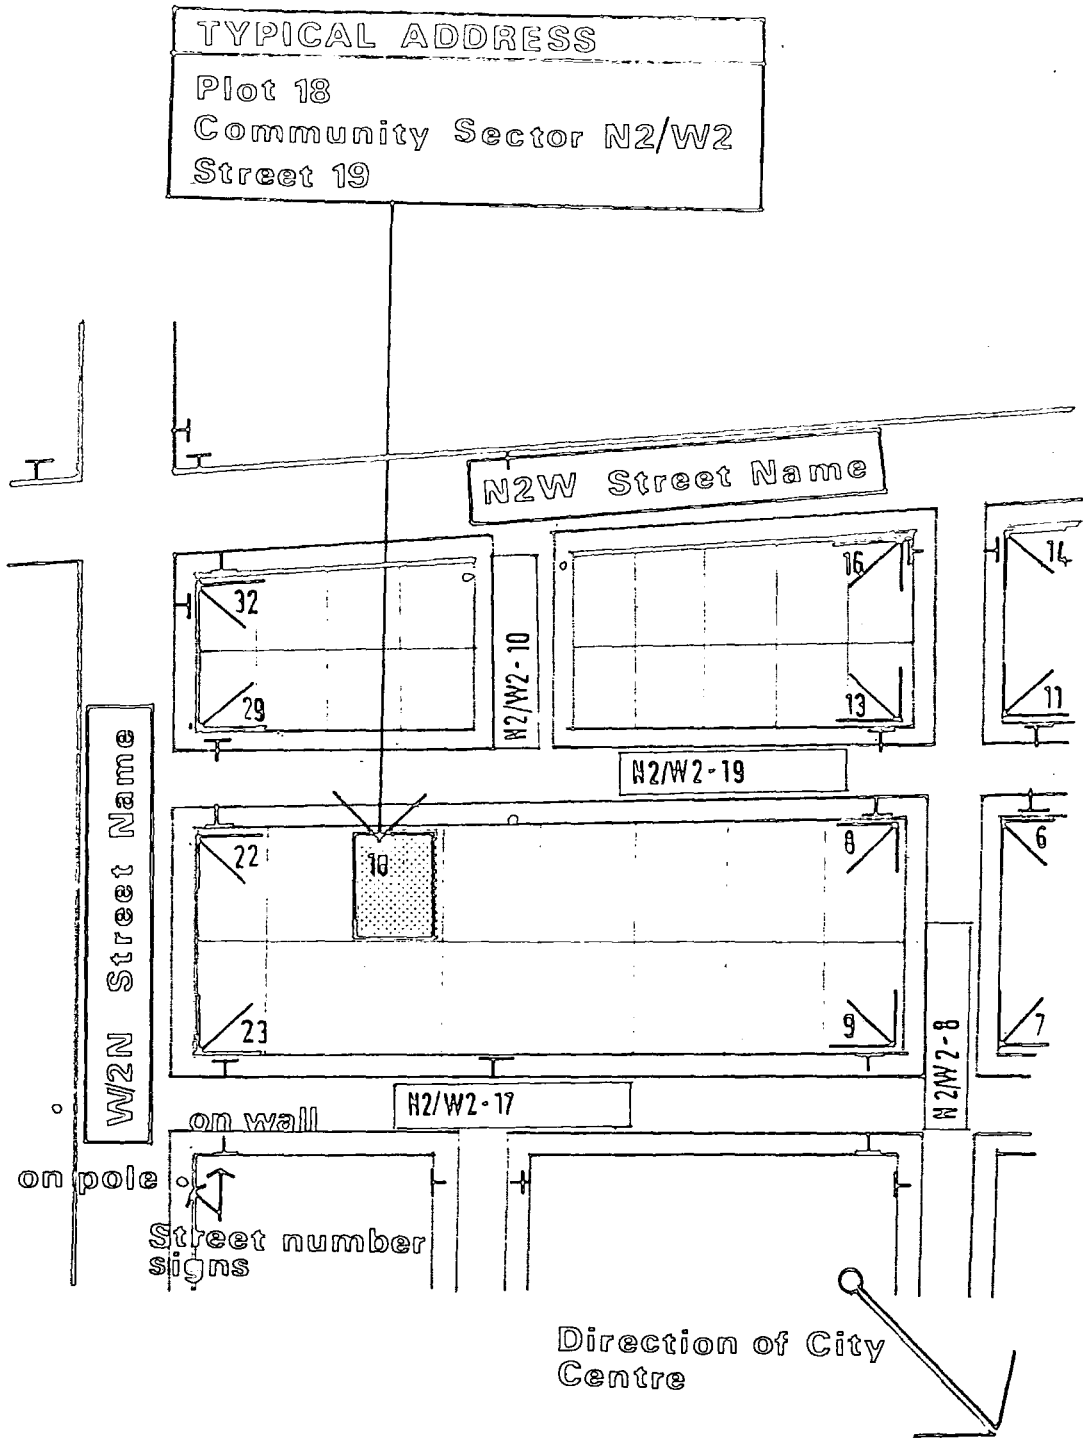 TYPICAL ADDRESS
Plot 18
Community Sector N2/W2
Street 19
N2W Street Name
16
14
32
N2/W2-10
29
13
11
N2/W2-19
W/2N Street Name
22
18
8
6
23
9
7
N2/W2-8
N2/W2-17
on wall
on pole
Street number
signs
Direction of City
Centre